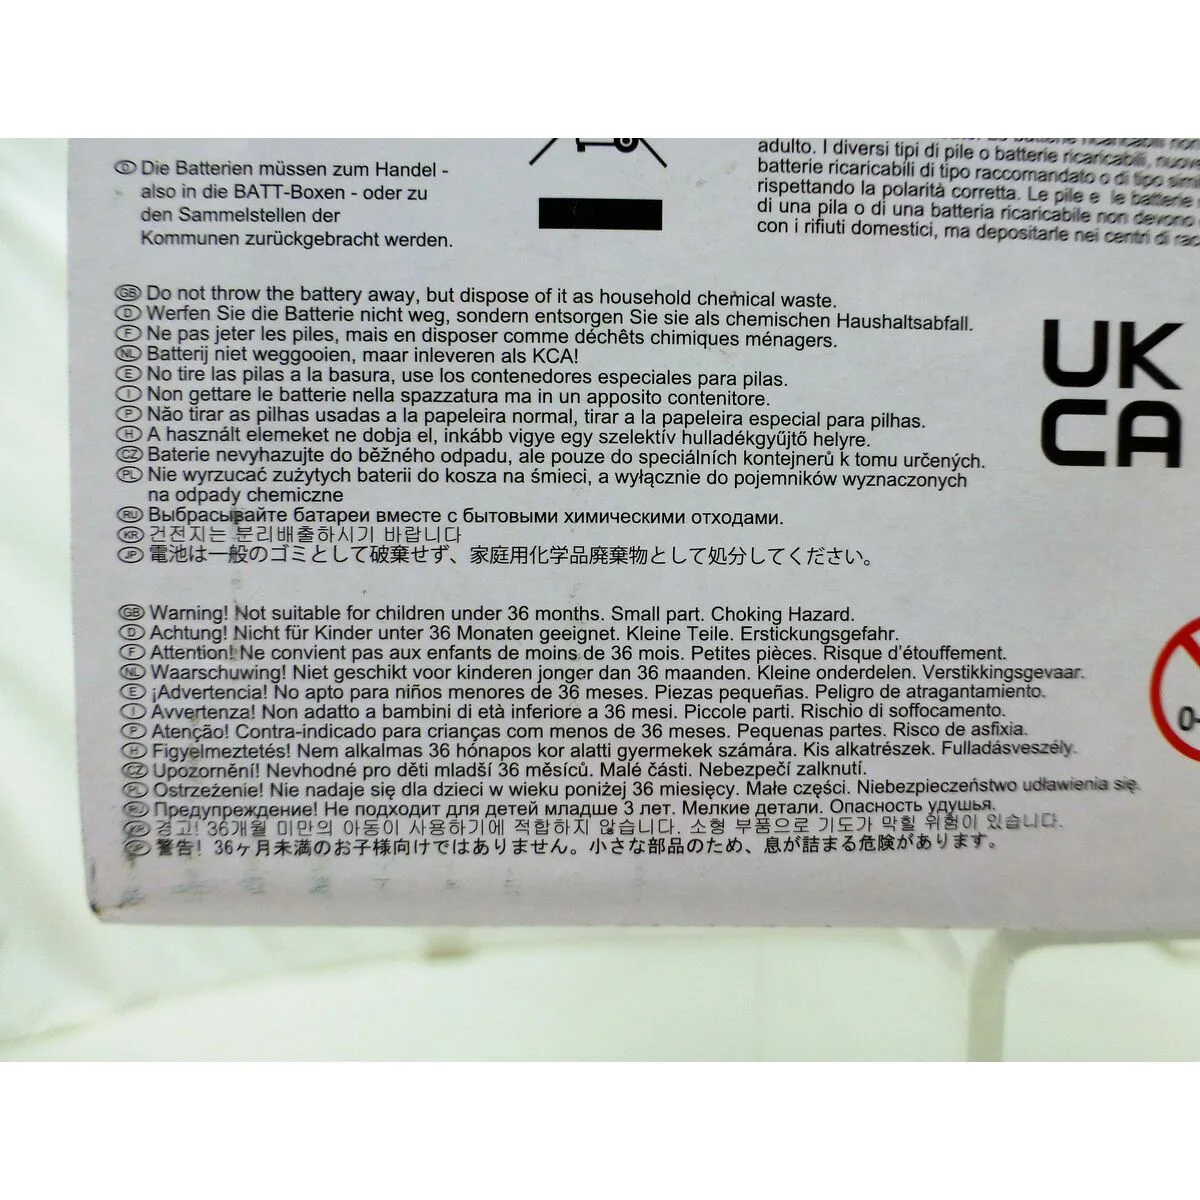 D Die Batterien müssen zum Handel -
also in die BATT-Boxen - oder zu
den Sammelstellen der
Kommunen zurückgebracht werden.
adulto. I diversi tipi di pile o batterie ricaricabili, nuove
batterie ricaricabili di tipo raccomandato o di tipo
rispettando la polarità corretta. Le pile e le batterie
di una pila o di una batteria ricaricabile non devono
con i rifiuti domestici, ma depositarle nei centri di
GB Do not throw the battery away, but dispose of it as household chemical waste.
D Werfen Sie die Batterie nicht weg, sondern entsorgen Sie sie als chemischen Haushaltsabfall.
F Ne pas jeter les piles, mais en disposer comme déchêts chimiques ménagers.
NL Batterij niet weggooien, maar inleveren als KCA!
E No tire las pilas a la basura, use los contenedores especiales para pilas.
I Non gettare le batterie nella spazzatura ma in un apposito contenitore.
P Não tirar as pilhas usadas a la papeleira normal, tirar a la papeleira especial para pilhas.
H A használt elemeket ne dobja el, inkább vigye egy szelektív hulladékgyűjtő helyre.
CZ Baterie nevyhazujte do běžného odpadu, ale pouze do speciálních kontejnerů k tomu určených.
PL Nie wyrzucać zużytych baterii do kosza na śmieci, a wyłącznie do pojemników wyznaczonych
na odpady chemiczne
RU Выбрасывайте батареи вместе с бытовыми химическими отходами.
KR 건전지는 분리배출하시기 바랍니다
JP 電池は一般のゴミとして破棄せず、家庭用化学品廃棄物として処分してください。
UK
CA
GB Warning! Not suitable for children under 36 months. Small part. Choking Hazard.
D Achtung! Nicht für Kinder unter 36 Monaten geeignet. Kleine Teile. Erstickungsgefahr.
F Attention! Ne convient pas aux enfants de moins de 36 mois. Petites pièces. Risque d'étouffement.
NL Waarschuwing! Niet geschikt voor kinderen jonger dan 36 maanden. Kleine onderdelen. Verstikkingsgevaar.
E ¡Advertencia! No apto para niños menores de 36 meses. Piezas pequeñas. Peligro de atragantamiento.
I Avvertenza! Non adatto a bambini di età inferiore a 36 mesi. Piccole parti. Rischio di soffocamento.
P Atenção! Contra-indicado para crianças com menos de 36 meses. Pequenas partes. Risco de asfixia.
H Figyelmeztetés! Nem alkalmas 36 hónapos kor alatti gyermekek számára. Kis alkatrészek. Fulladásveszély.
CZ Upozornění! Nevhodné pro děti mladší 36 měsíců. Malé části. Nebezpečí zalknutí.
PL Ostrzeżenie! Nie nadaje się dla dzieci w wieku poniżej 36 miesięcy. Małe części. Niebezpieczeństwo udławienia się.
RU Предупреждение! Не подходит для детей младше 3 лет. Мелкие детали. Опасность удушья.
KR 경고! 36개월 미만의 아동이 사용하기에 적합하지 않습니다. 소형 부품으로 기도가 막힐 위험이 있습니다.
JP 警告! 36ヶ月未満のお子様向けではありません。小さな部品のため、息が詰まる危険があります。
0-